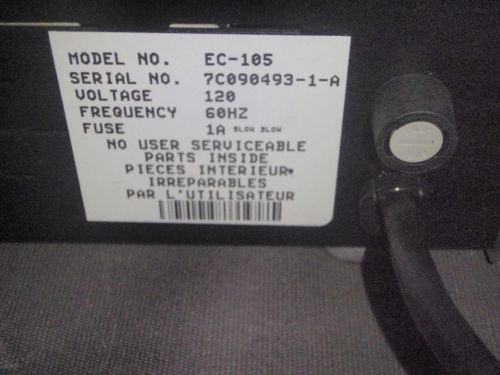 MODEL NO. EC-105
SERIAL NO. 7C090493-1-A
VOLTAGE 120
FREQUENCY 60HZ
FUSE 1A SLOW BLOW
NO USER SERVICEABLE
PARTS INSIDE
PIECES INTERIEUR*
IRREPARABLES
PAR L'UTILISATEUR